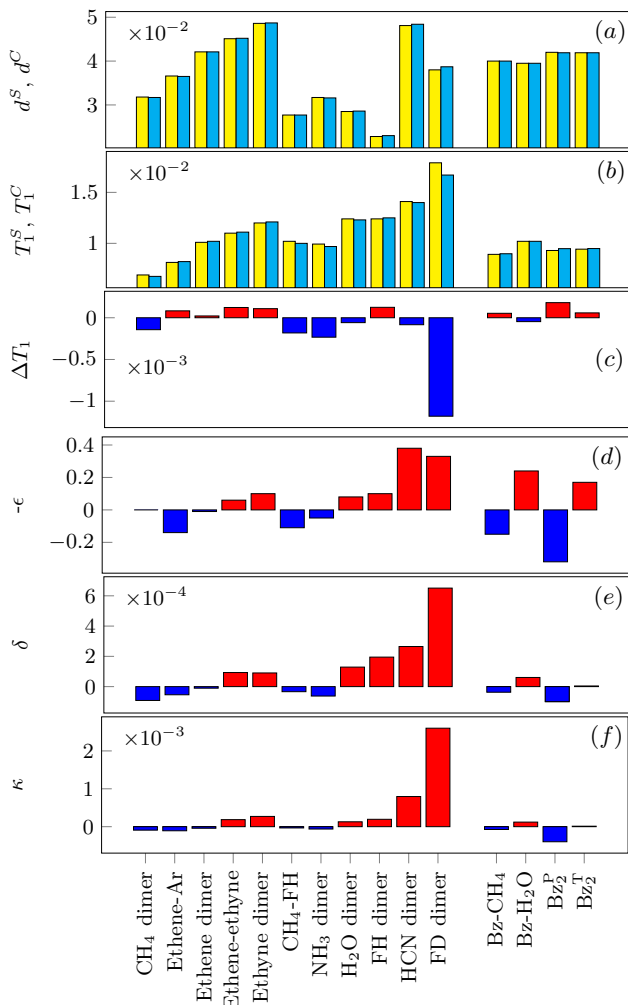 5
×10⁻²
(a)
4
3
d^S, d^C
×10⁻²
(b)
1.5
1
T₁^S, T₁^C
0
−0.5
×10⁻³
(c)
−1
ΔT₁
0.4
(d)
0.2
0
−0.2
-ϵ
×10⁻⁴
(e)
6
4
2
0
δ
×10⁻³
(f)
2
1
0
κ
CH₄ dimer
Ethene-Ar
Ethene dimer
Ethene-ethyne
Ethyne dimer
CH₄-FH
NH₃ dimer
H₂O dimer
FH dimer
HCN dimer
FD dimer
Bz-CH₄
Bz-H₂O
Bz₂^P
Bz₂^T